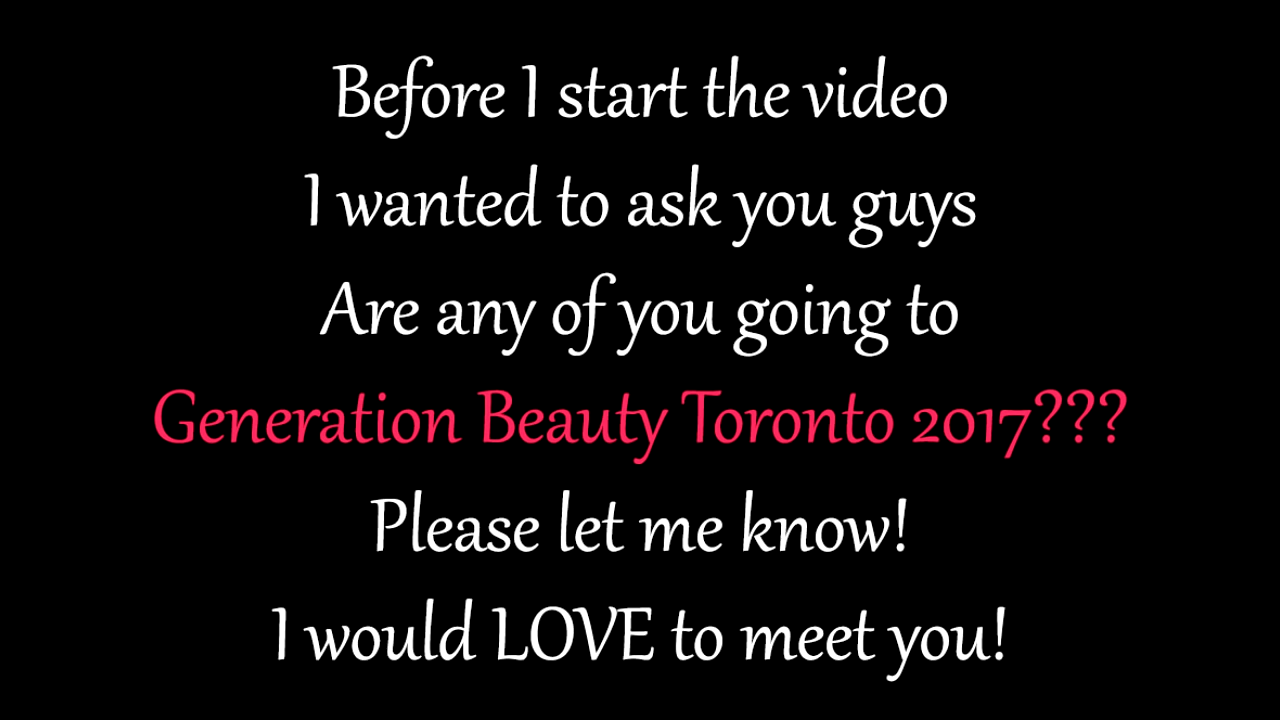 Before I start the video
I wanted to ask you guys
Are any of you going to
Generation Beauty Toronto 2017???
Please let me know!
I would LOVE to meet you!